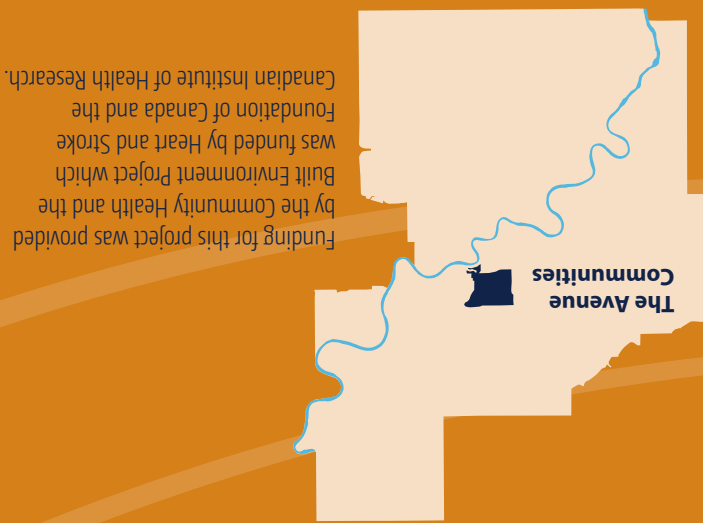 The Avenue
Communities
Funding for this project was provided
by the Community Health and the
Built Environment Project which
was funded by Heart and Stroke
Foundation of Canada and the
Canadian Institute of Health Research.